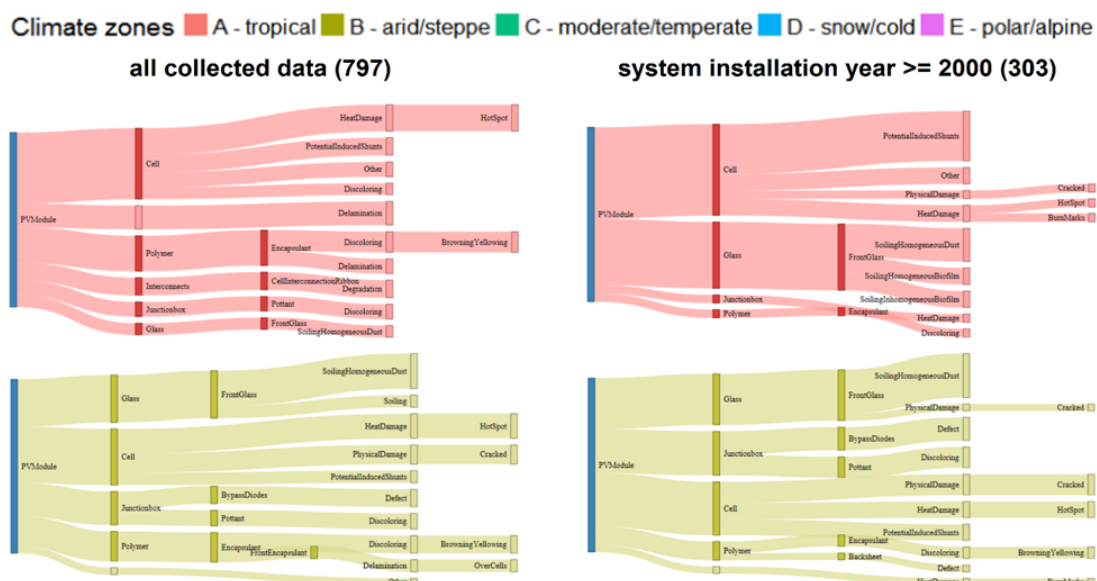 Climate zones A - tropical B - arid/steppe C - moderate/temperate D - snow/cold E - polar/alpine
all collected data (797)
system installation year >= 2000 (303)
PVModule
Cell
Polymer
Interconnects
Junctionbox
Glass
Encapsulant
CellInterconnectionRibbon
Pottant
FrontGlass
HeatDamage
PotentialInducedShunts
Other
Discoloring
Delamination
Discoloring
Delamination
Degradation
Discoloring
SoilingHomogeneousDust
HotSpot
BrowningYellowing
PVModule
Cell
Glass
Junctionbox
Polymer
FrontGlass
Encapsulant
PotentialInducedShunts
Other
PhysicalDamage
HeatDamage
SoilingHomogeneousDust
SoilingHomogeneousBiofilm
SoilingInhomogeneousBiofilm
HeatDamage
Discoloring
Cracked
HotSpot
BurnMarks
PVModule
Glass
Cell
Junctionbox
Polymer
FrontGlass
BypassDiodes
Pottant
Encapsulant
FrontEncapsulant
SoilingHomogeneousDust
Soiling
HeatDamage
PhysicalDamage
PotentialInducedShunts
Defect
Discoloring
Discoloring
Delamination
HotSpot
Cracked
BrowningYellowing
OverCells
PVModule
Glass
Junctionbox
Cell
Polymer
FrontGlass
BypassDiodes
Pottant
Encapsulant
Backsheet
SoilingHomogeneousDust
PhysicalDamage
Defect
Discoloring
PhysicalDamage
HeatDamage
PotentialInducedShunts
Discoloring
Defect
Cracked
Cracked
HotSpot
BrowningYellowing